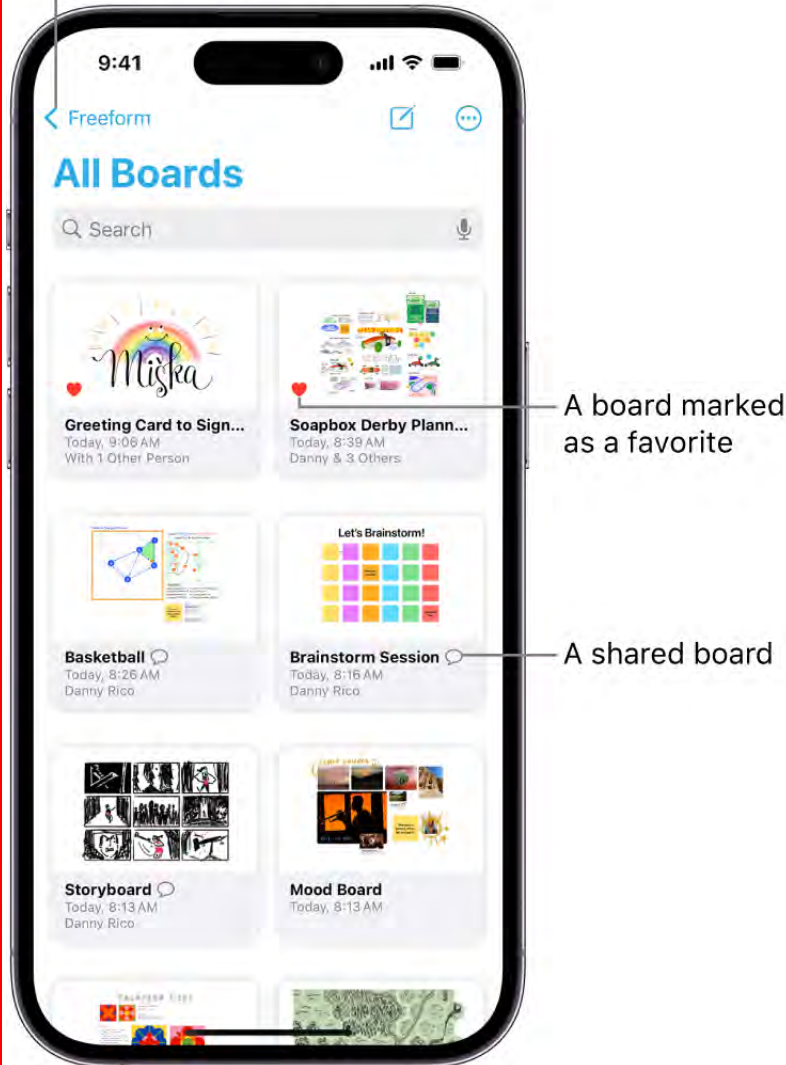 9:41
Freeform
All Boards
Search
Miška
Greeting Card to Sign...
Today, 9:06 AM
With 1 Other Person
Soapbox Derby Plann...
Today, 8:39 AM
Danny & 3 Others
A board marked
as a favorite
Let's Brainstorm!
Basketball
Today, 8:26 AM
Danny Rico
Brainstorm Session
Today, 8:16 AM
Danny Rico
A shared board
Storyboard
Today, 8:13 AM
Danny Rico
Mood Board
Today, 8:13 AM